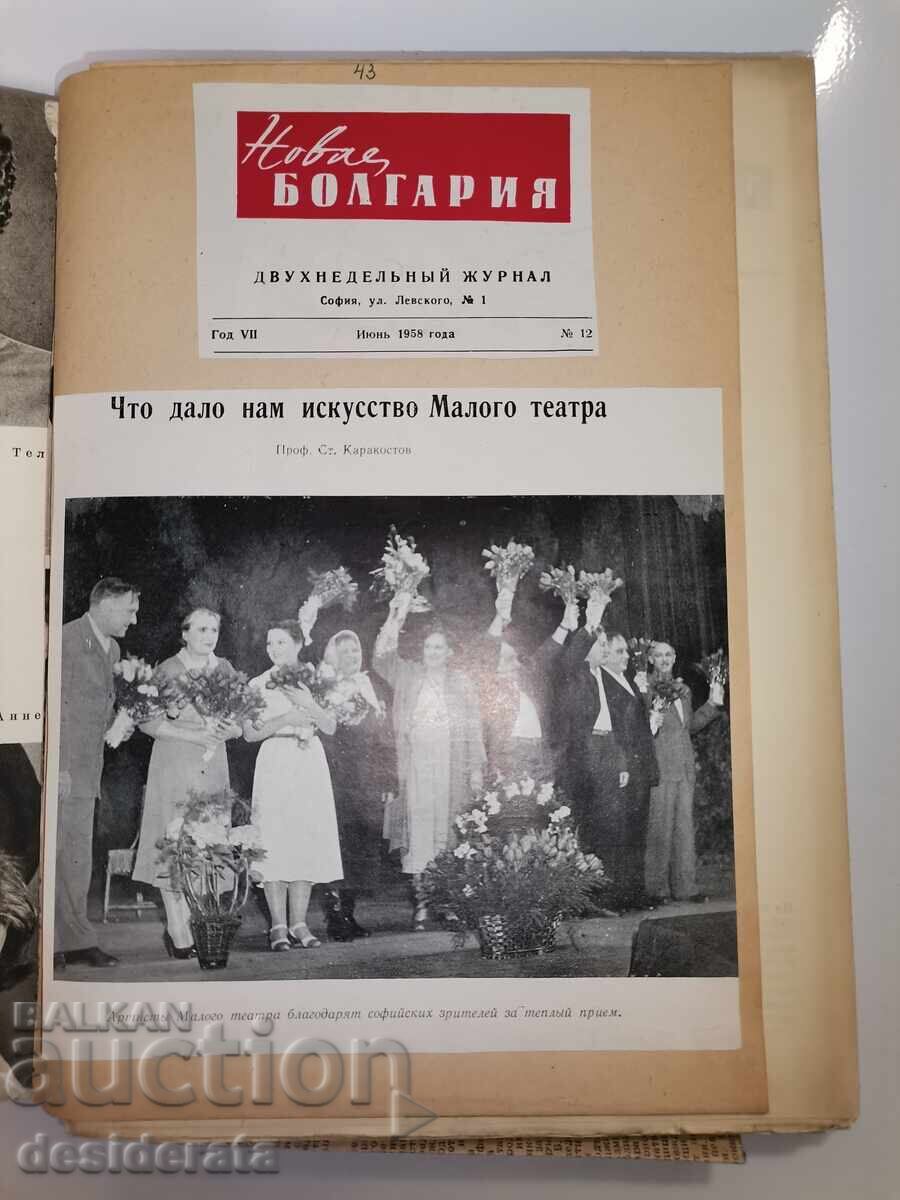 43
Новая
БОЛГАРИЯ
ДВУХНЕДЕЛЬНЫЙ ЖУРНАЛ
София, ул. Левского, № 1
Год VII Июнь 1958 года № 12
Что дало нам искусство Малого театра
Проф. Ст. Каракостов
Тел
Анне
Артисты Малого театра благодарят софийских зрителей за теплый прием.
BALKAN
auction
desiderata